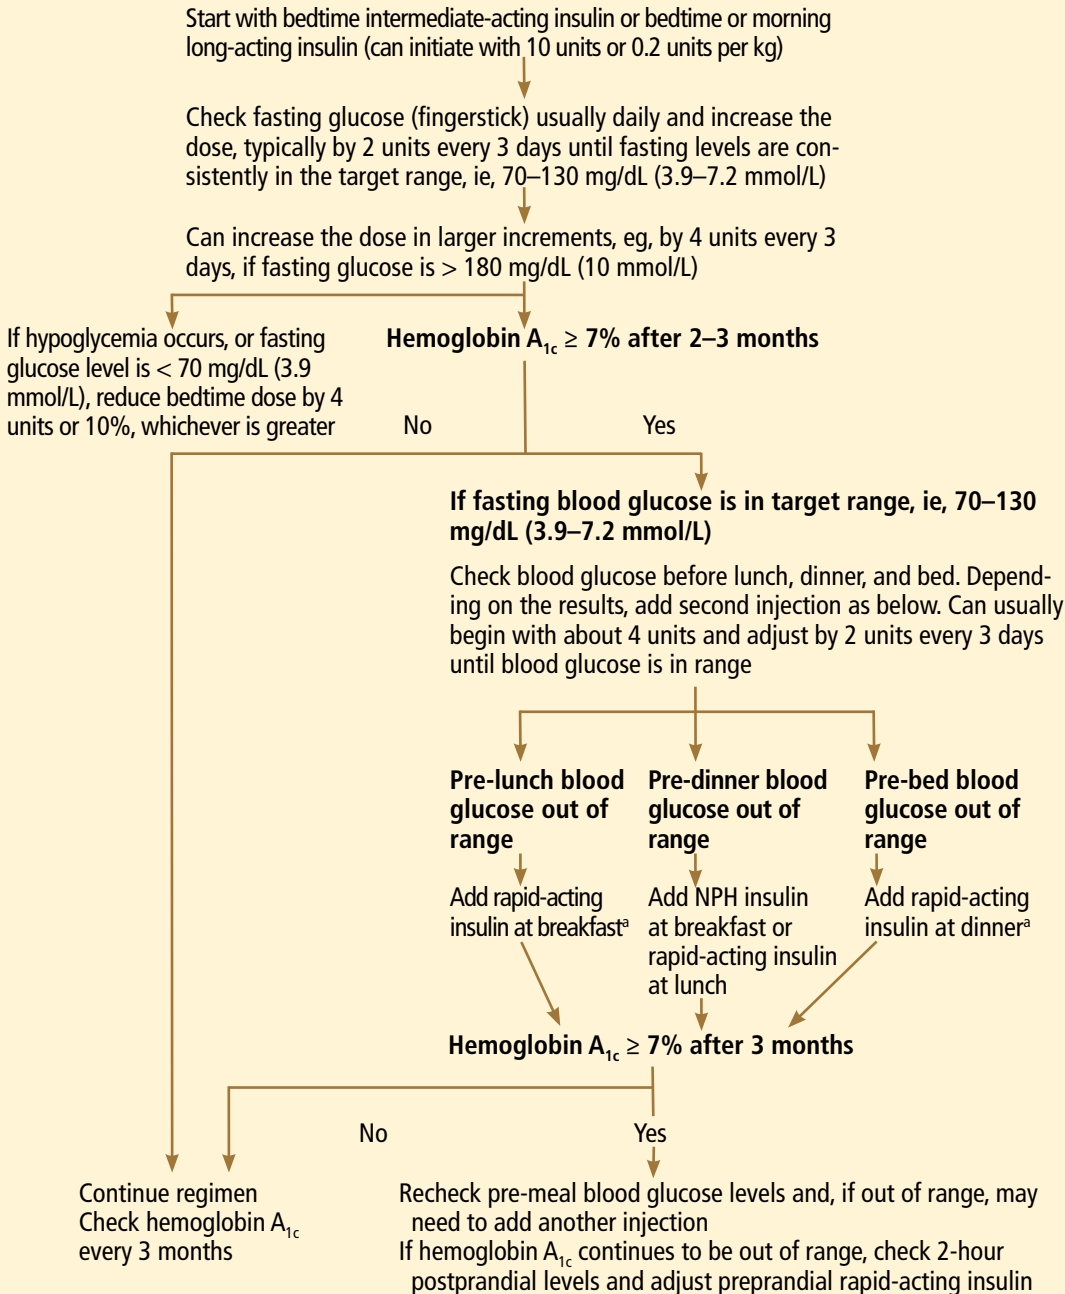 Start with bedtime intermediate-acting insulin or bedtime or morning
long-acting insulin (can initiate with 10 units or 0.2 units per kg)
Check fasting glucose (fingerstick) usually daily and increase the
dose, typically by 2 units every 3 days until fasting levels are con-
sistently in the target range, ie, 70–130 mg/dL (3.9–7.2 mmol/L)
Can increase the dose in larger increments, eg, by 4 units every 3
days, if fasting glucose is > 180 mg/dL (10 mmol/L)
If hypoglycemia occurs, or fasting
glucose level is < 70 mg/dL (3.9
mmol/L), reduce bedtime dose by 4
units or 10%, whichever is greater
Hemoglobin A1c ≥ 7% after 2–3 months
No
Yes
If fasting blood glucose is in target range, ie, 70–130
mg/dL (3.9–7.2 mmol/L)
Check blood glucose before lunch, dinner, and bed. Depend-
ing on the results, add second injection as below. Can usually
begin with about 4 units and adjust by 2 units every 3 days
until blood glucose is in range
Pre-lunch blood
glucose out of
range
Pre-dinner blood
glucose out of
range
Pre-bed blood
glucose out of
range
Add rapid-acting
insulin at breakfastᵃ
Add NPH insulin
at breakfast or
rapid-acting insulin
at lunch
Add rapid-acting
insulin at dinnerᵃ
Hemoglobin A1c ≥ 7% after 3 months
No
Yes
Continue regimen
Check hemoglobin A1c
every 3 months
Recheck pre-meal blood glucose levels and, if out of range, may
need to add another injection
If hemoglobin A1c continues to be out of range, check 2-hour
postprandial levels and adjust preprandial rapid-acting insulin